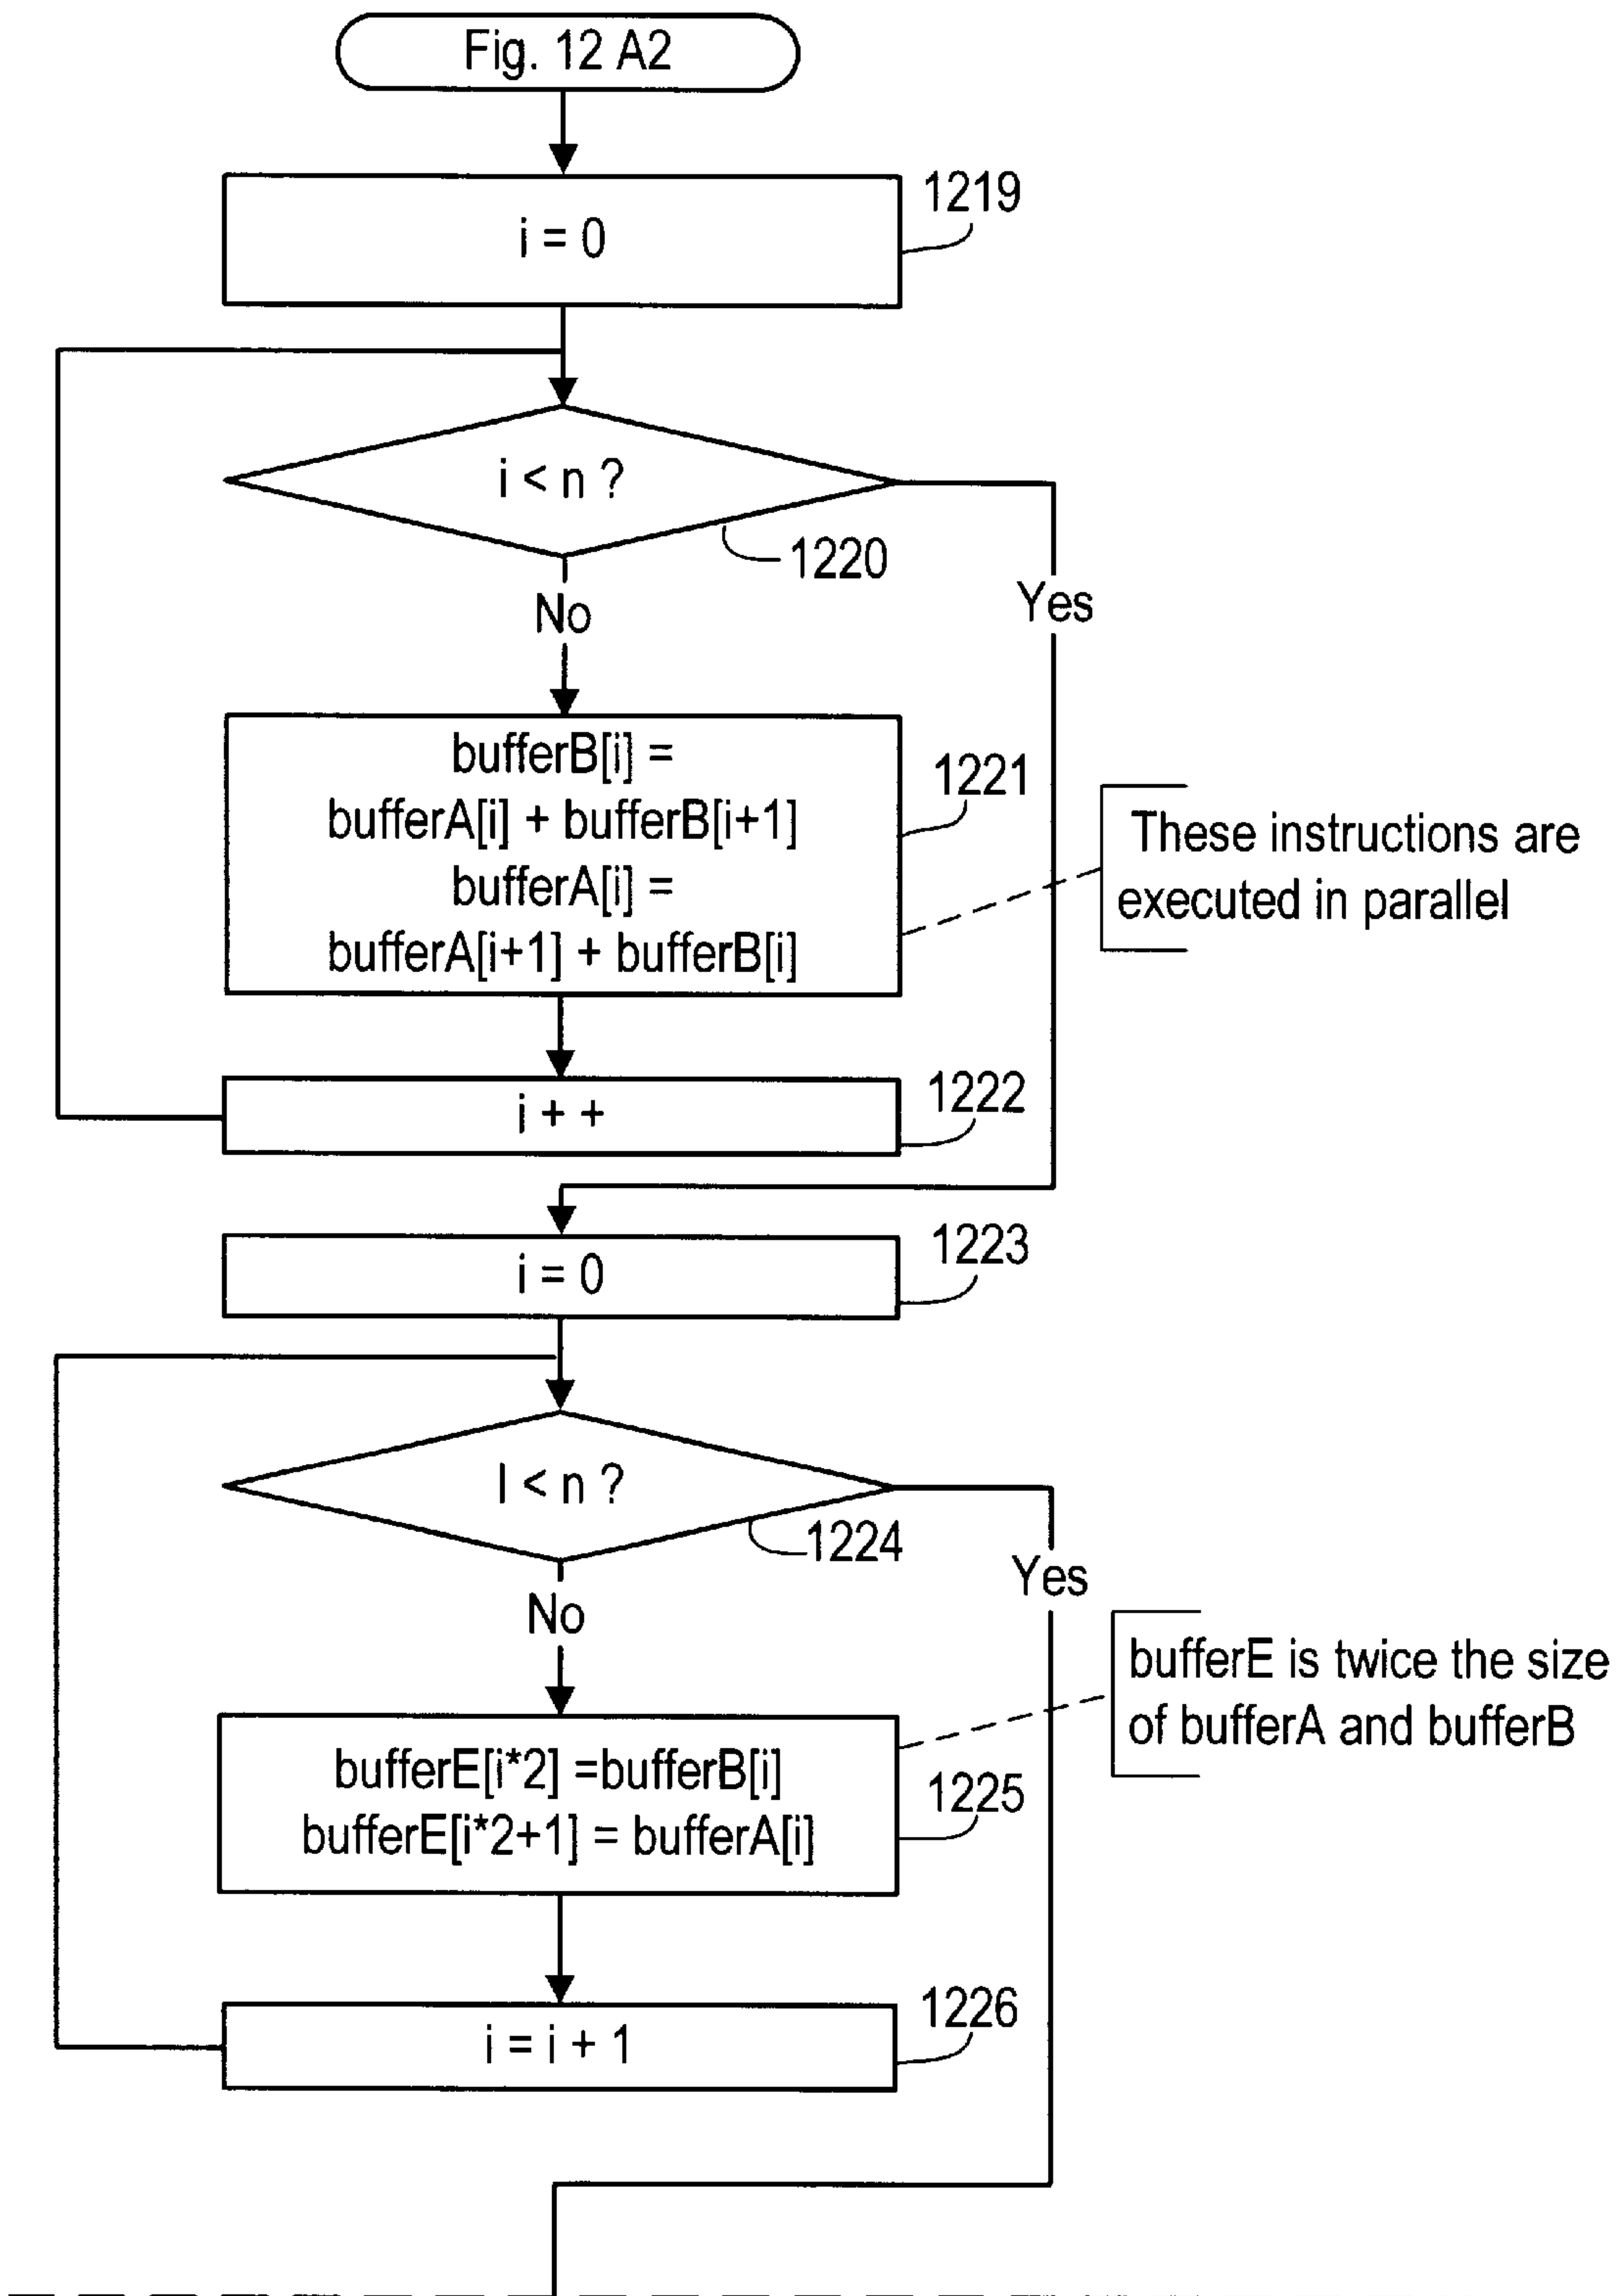 Fig. 12 A2
1219
i = 0
i < n ?
1220
No
Yes
bufferB[i] =
bufferA[i] + bufferB[i+1]
bufferA[i] =
bufferA[i+1] + bufferB[i]
1221
These instructions are
executed in parallel
1222
i + +
1223
i = 0
I < n ?
1224
No
Yes
bufferE is twice the size
of bufferA and bufferB
bufferE[i*2] =bufferB[i]
bufferE[i*2+1] = bufferA[i]
1225
1226
i = i + 1